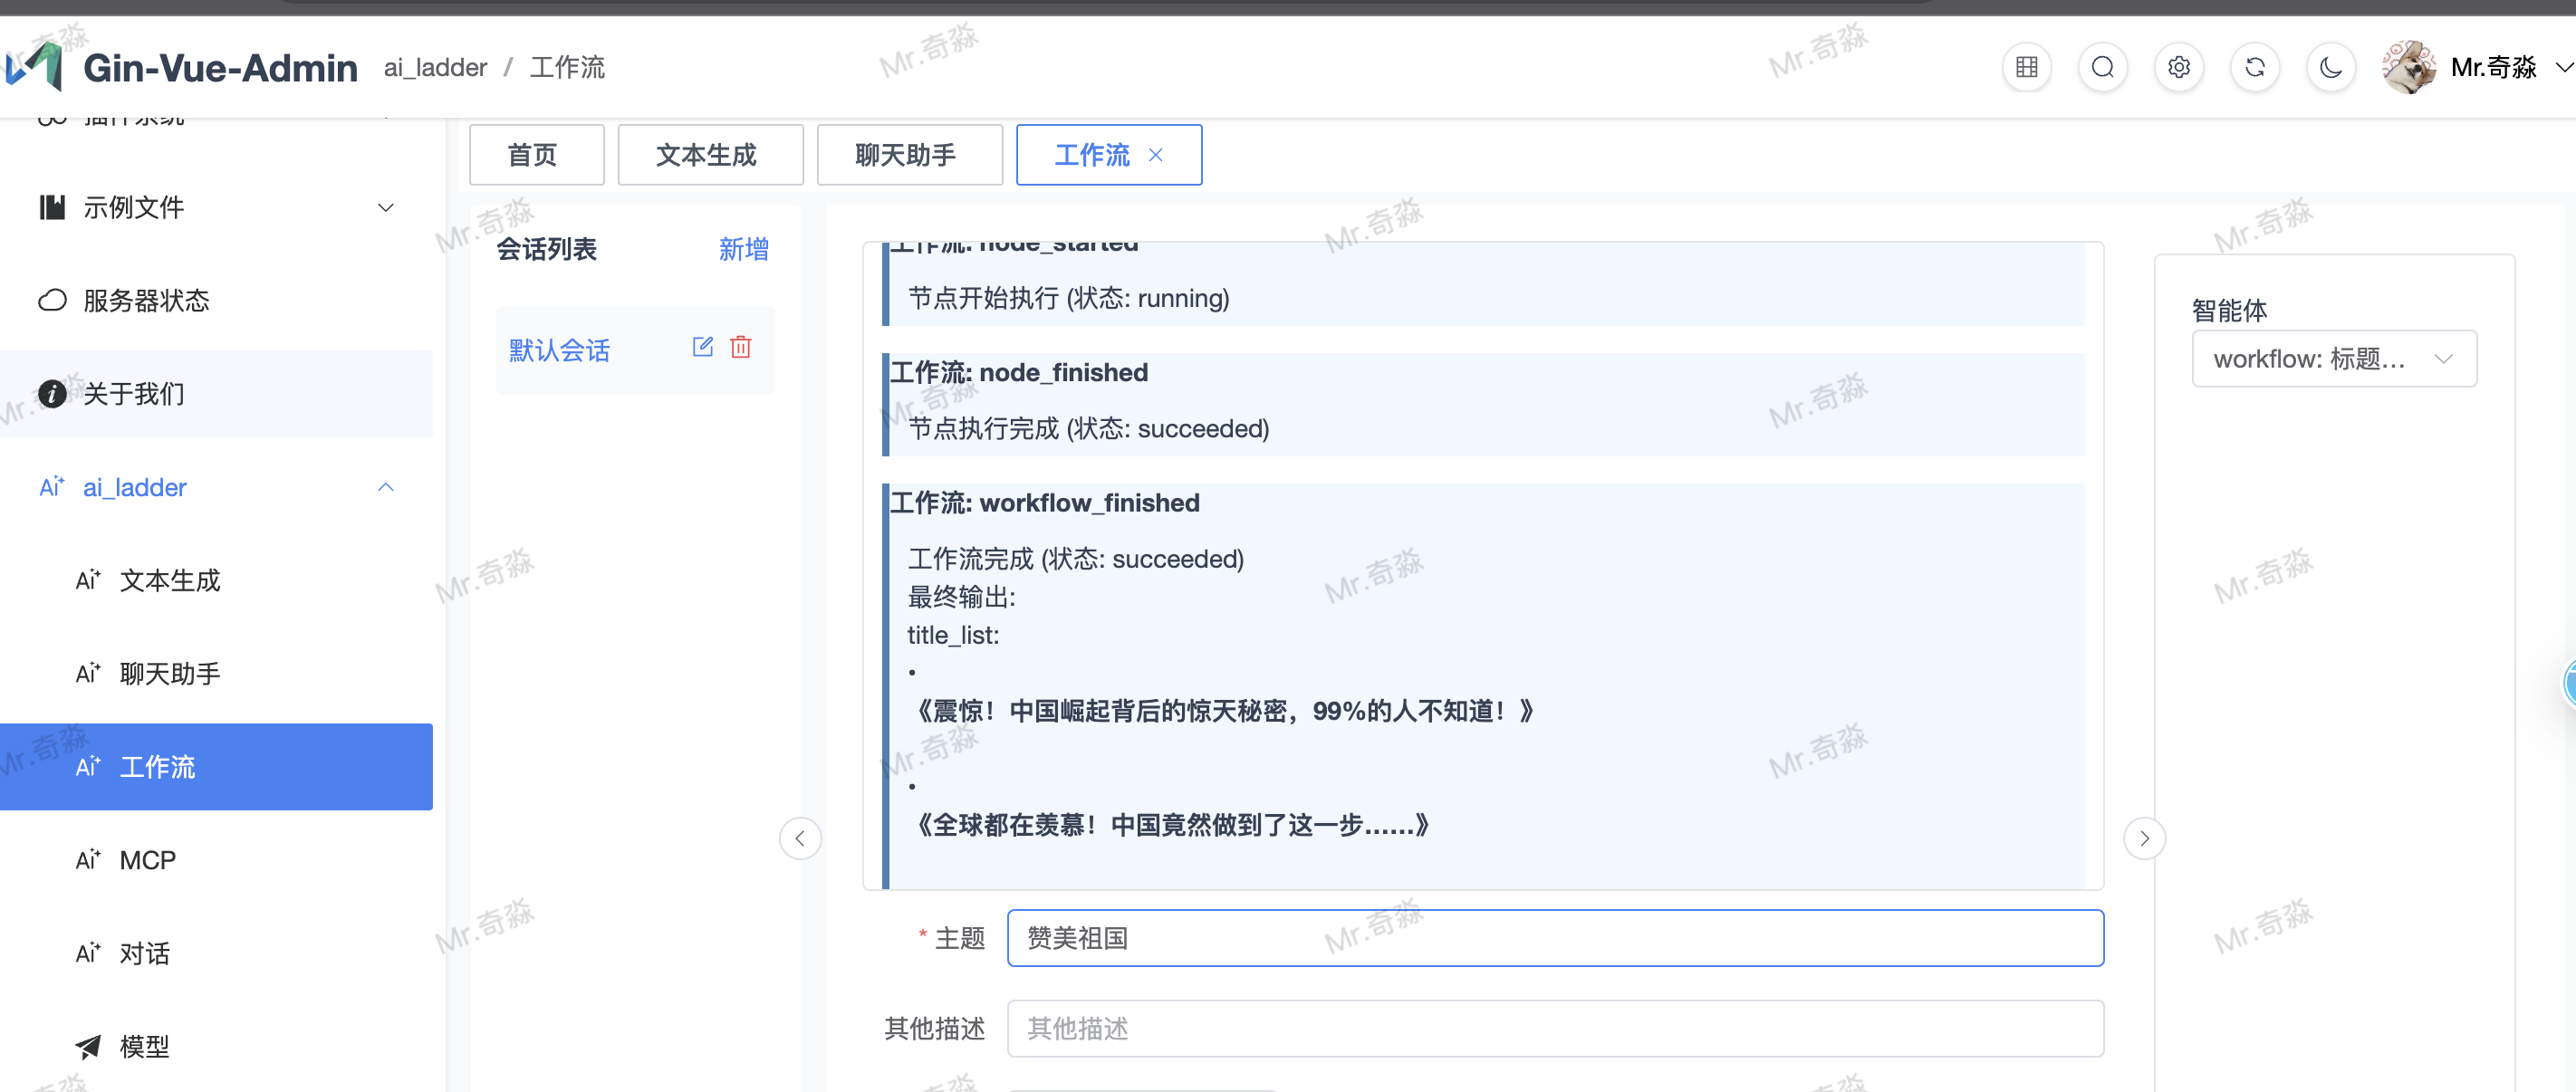 Gin-Vue-Admin
ai_ladder / 工作流
Mr.奇淼
插件系统
示例文件
服务器状态
关于我们
ai_ladder
文本生成
聊天助手
工作流
MCP
对话
模型
首页
文本生成
聊天助手
工作流
会话列表
新增
默认会话
工作流: node_started
节点开始执行 (状态: running)
工作流: node_finished
节点执行完成 (状态: succeeded)
工作流: workflow_finished
工作流完成 (状态: succeeded)
最终输出:
title_list:
•
《震惊！中国崛起背后的惊天秘密，99%的人不知道！》
•
《全球都在羡慕！中国竟然做到了这一步……》
* 主题
赞美祖国
其他描述
其他描述
智能体
workflow: 标题...
Mr.奇淼